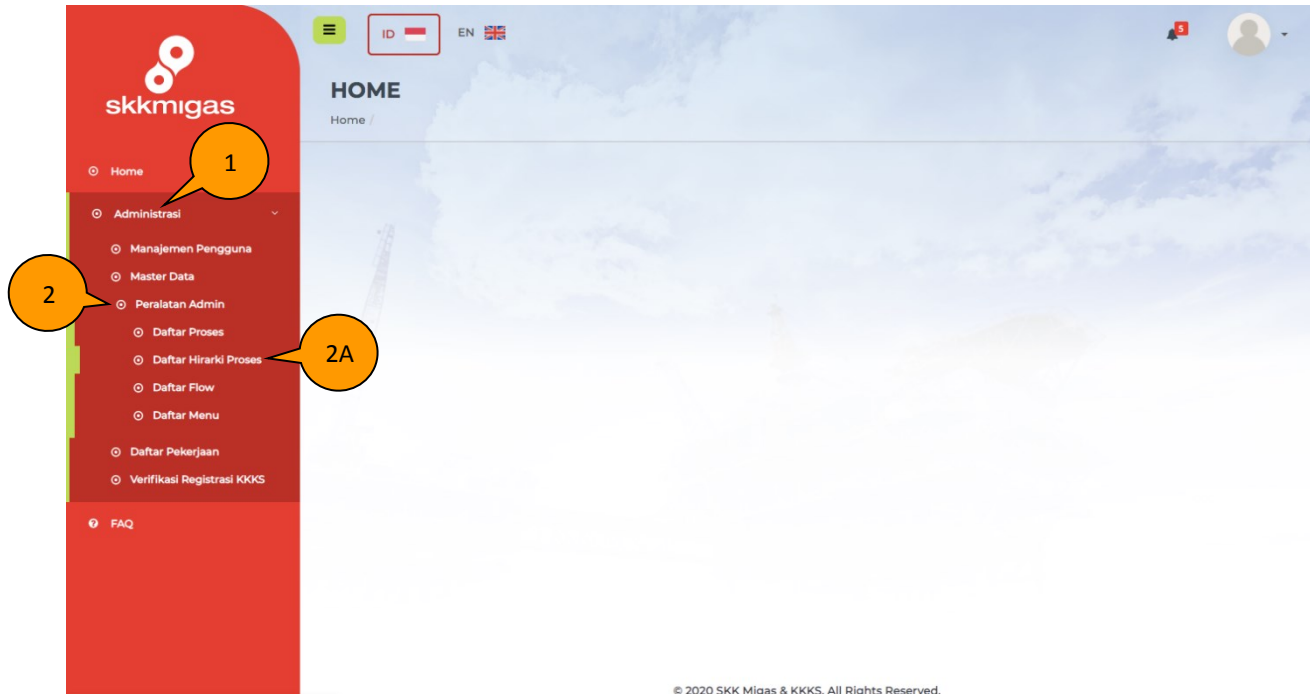 skkmigas
ID
EN
5
HOME
Home /
Home
1
Administrasi
Manajemen Pengguna
Master Data
2
Peralatan Admin
Daftar Proses
Daftar Hirarki Proses
2A
Daftar Flow
Daftar Menu
Daftar Pekerjaan
Verifikasi Registrasi KKKS
FAQ
© 2020 SKK Migas & KKKS. All Rights Reserved.